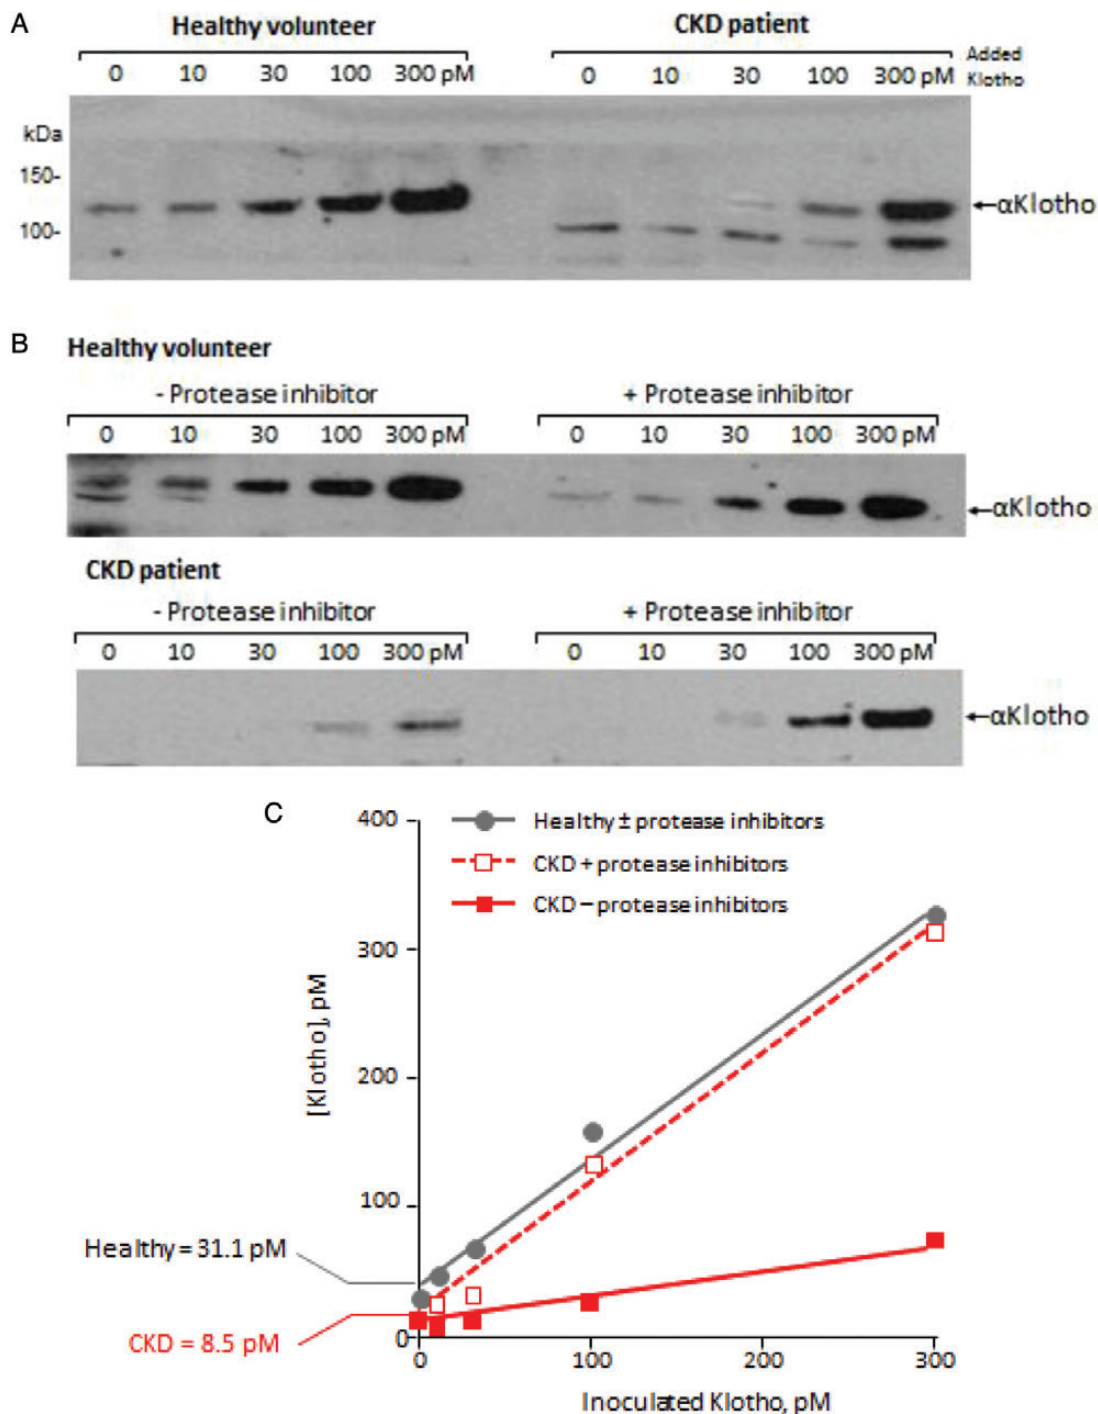 A
Healthy volunteer
CKD patient
0 10 30 100 300 pM
0 10 30 100 300 pM
Added
Klotho
kDa
150-
100-
αKlotho
B
Healthy volunteer
- Protease inhibitor
+ Protease inhibitor
0 10 30 100 300 pM
0 10 30 100 300 pM
αKlotho
CKD patient
- Protease inhibitor
+ Protease inhibitor
0 10 30 100 300 pM
0 10 30 100 300 pM
αKlotho
C
Healthy ± protease inhibitors
CKD + protease inhibitors
CKD – protease inhibitors
400
300
200
100
0
[Klotho], pM
Healthy = 31.1 pM
CKD = 8.5 pM
0 100 200 300
Inoculated Klotho, pM